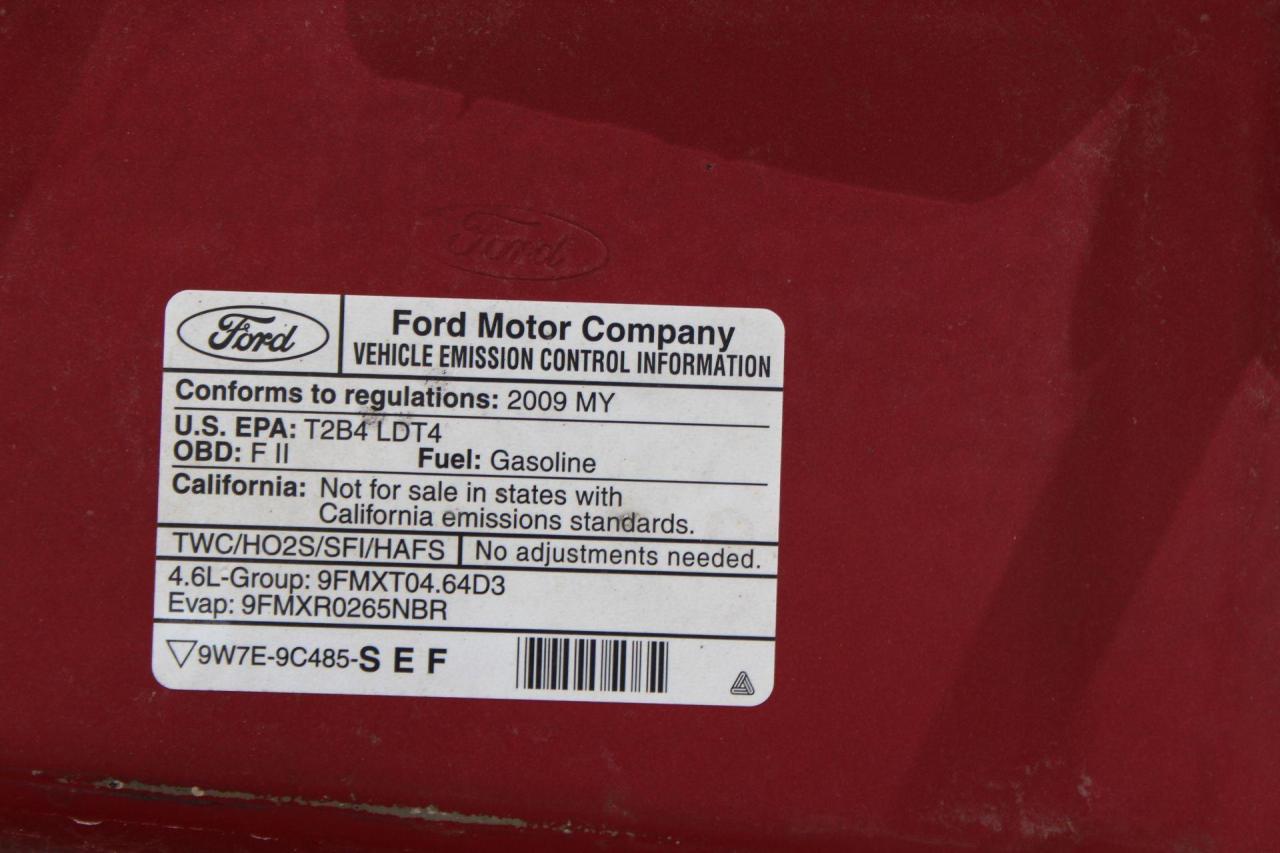 Ford
Ford
Ford Motor Company
VEHICLE EMISSION CONTROL INFORMATION
Conforms to regulations: 2009 MY
U.S. EPA: T2B4 LDT4
OBD: F II Fuel: Gasoline
California: Not for sale in states with
California emissions standards.
TWC/HO2S/SFI/HAFS No adjustments needed.
4.6L-Group: 9FMXT04.64D3
Evap: 9FMXR0265NBR
9W7E-9C485-S E F